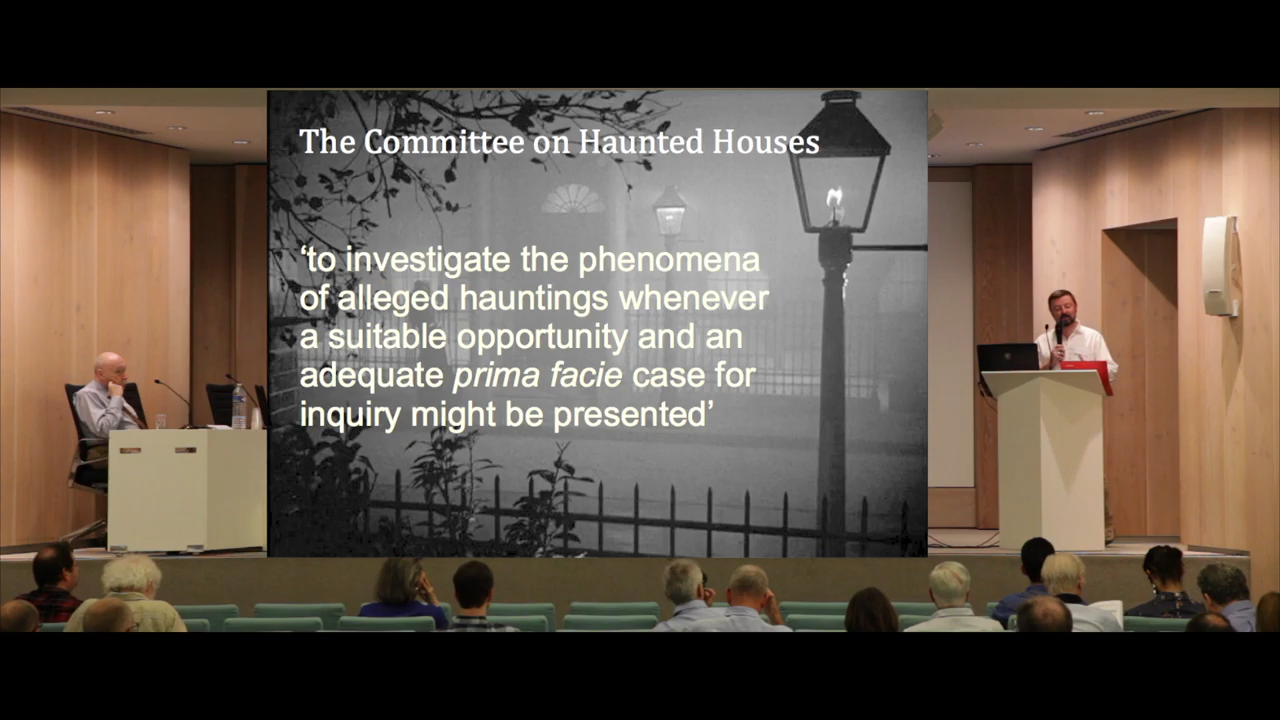 The Committee on Haunted Houses
‘to investigate the phenomena
of alleged hauntings whenever
a suitable opportunity and an
adequate prima facie case for
inquiry might be presented’